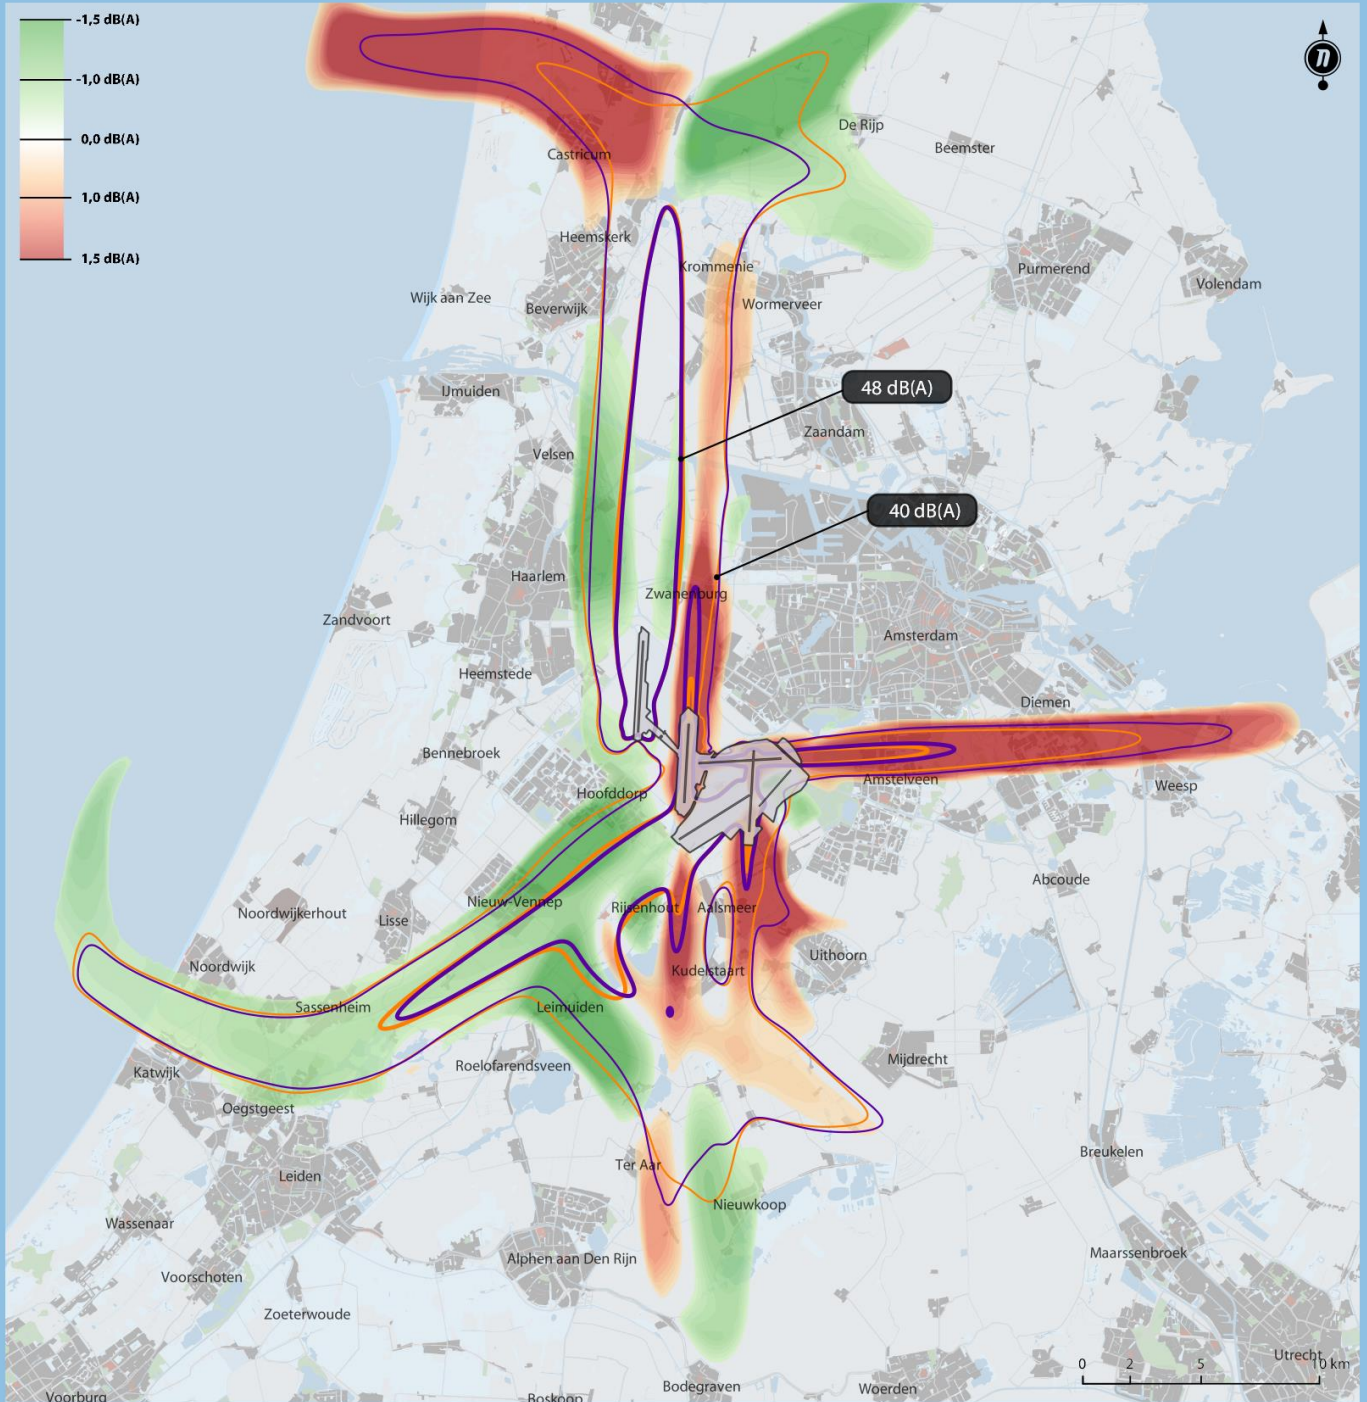 -1,5 dB(A)
-1,0 dB(A)
0,0 dB(A)
1,0 dB(A)
1,5 dB(A)
n
De Rijp
Beemster
Castricum
Heemskerk
Krommenie
Purmerend
Volendam
Wijk aan Zee
Beverwijk
Wormerveer
48 dB(A)
IJmuiden
Zaandam
Velsen
40 dB(A)
Haarlem
Zwanenburg
Zandvoort
Amsterdam
Heemstede
Diemen
Bennebroek
Amstelveen
Weesp
Hoofddorp
Hillegom
Abcoude
Nieuw-Vennep
Rijsenhout
Aalsmeer
Noordwijkerhout
Lisse
Uithoorn
Noordwijk
Kudelstaart
Sassenheim
Leimuiden
Mijdrecht
Katwijk
Roelofarendsveen
Oegstgeest
Breukelen
Ter Aar
Leiden
Nieuwkoop
Wassenaar
Maarssenbroek
Alphen aan Den Rijn
Voorschoten
Zoeterwoude
Utrecht
0 2 5 10 km
Bodegraven
Woerden
Voorburg
Boskoop